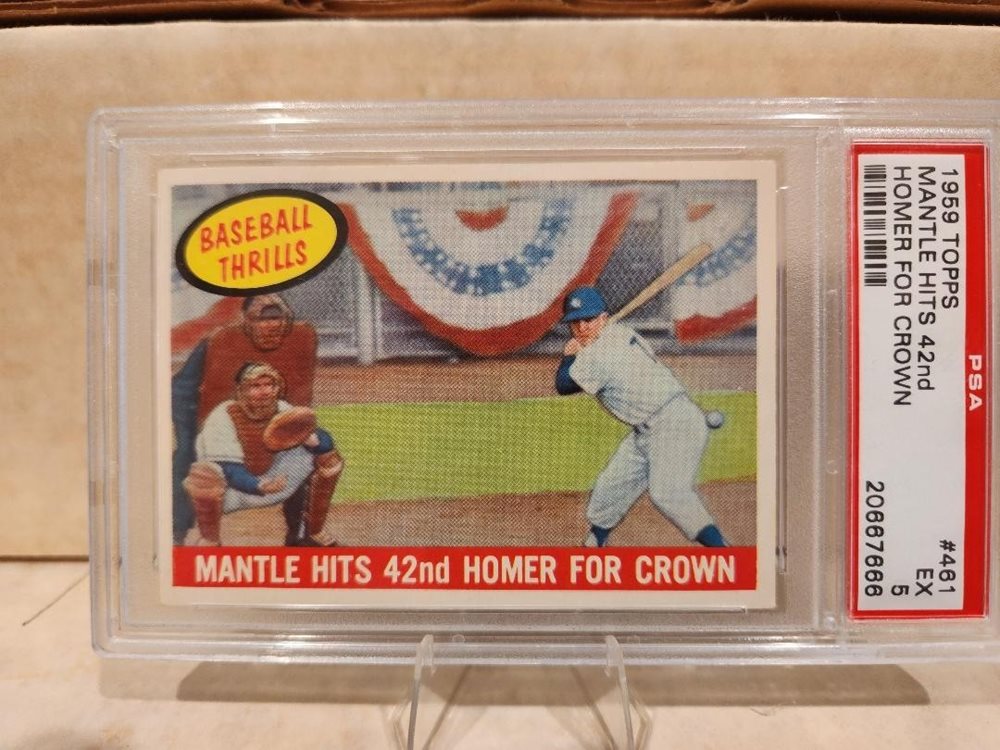 BASEBALL
THRILLS
MANTLE HITS 42nd HOMER FOR CROWN
PSA
1959 TOPPS
MANTLE HITS 42nd
HOMER FOR CROWN
#461
EX
5
20667666